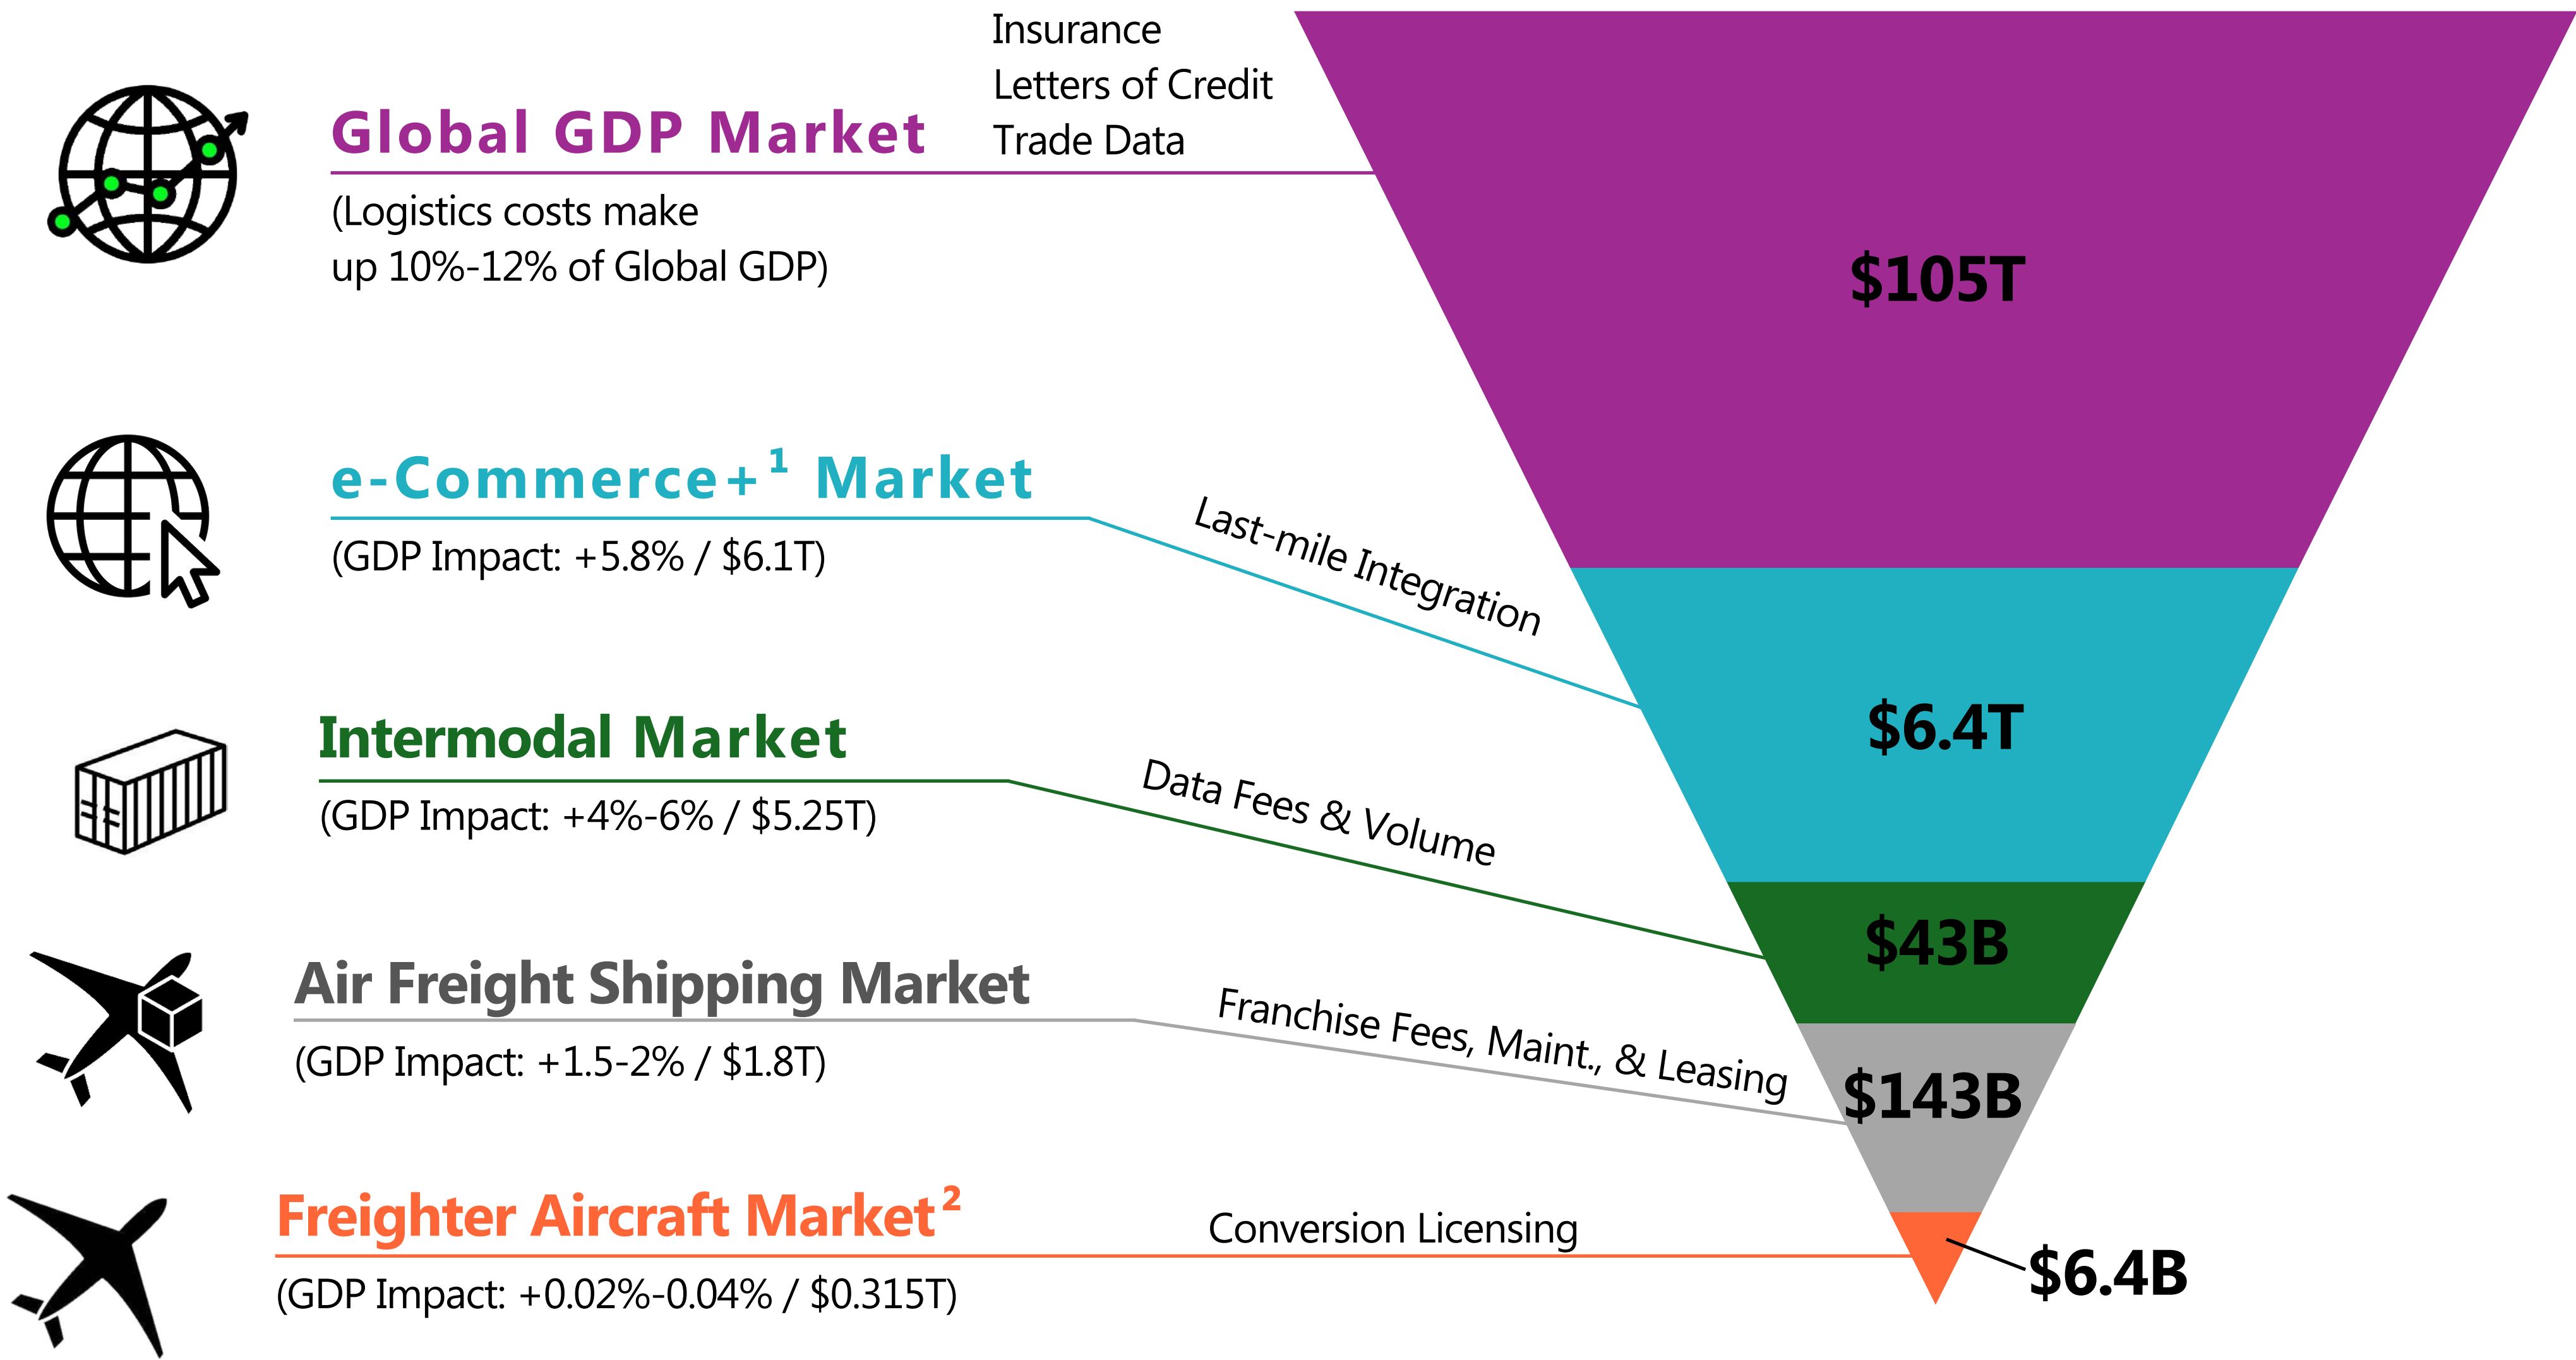 Insurance
Letters of Credit
Trade Data
Global GDP Market
(Logistics costs make
up 10%-12% of Global GDP)
$105T
e-Commerce+¹ Market
(GDP Impact: +5.8% / $6.1T)
Last-mile Integration
$6.4T
Intermodal Market
(GDP Impact: +4%-6% / $5.25T)
Data Fees & Volume
$43B
Air Freight Shipping Market
(GDP Impact: +1.5-2% / $1.8T)
Franchise Fees, Maint., & Leasing
$143B
Freighter Aircraft Market²
(GDP Impact: +0.02%-0.04% / $0.315T)
Conversion Licensing
$6.4B